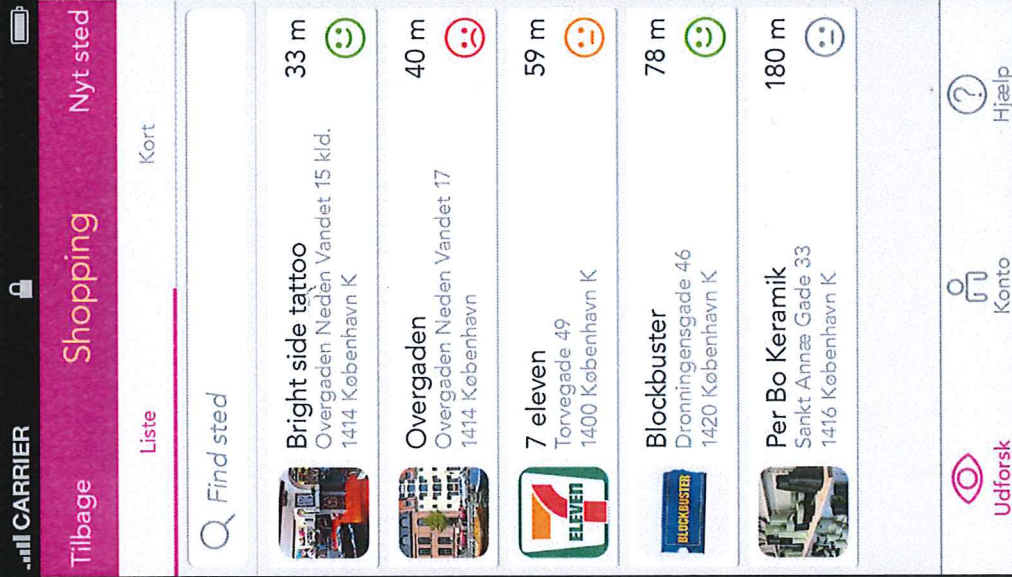 CARRIER
Tilbage Shopping Nyt sted
Liste Kort
Find sted
Bright side tattoo 33 m
Overgaden Neden Vandet 15 kld.
1414 København K
Overgaden 40 m
Overgaden Neden Vandet 17
1414 København
7 eleven 59 m
Torvegade 49
1400 København K
7
ELEVEN
Blockbuster 78 m
Dronningensgade 46
1420 København K
BLOCKBUSTER
Per Bo Keramik 180 m
Sankt Annæ Gade 33
1416 København K
Udforsk Konto ? Hjælp